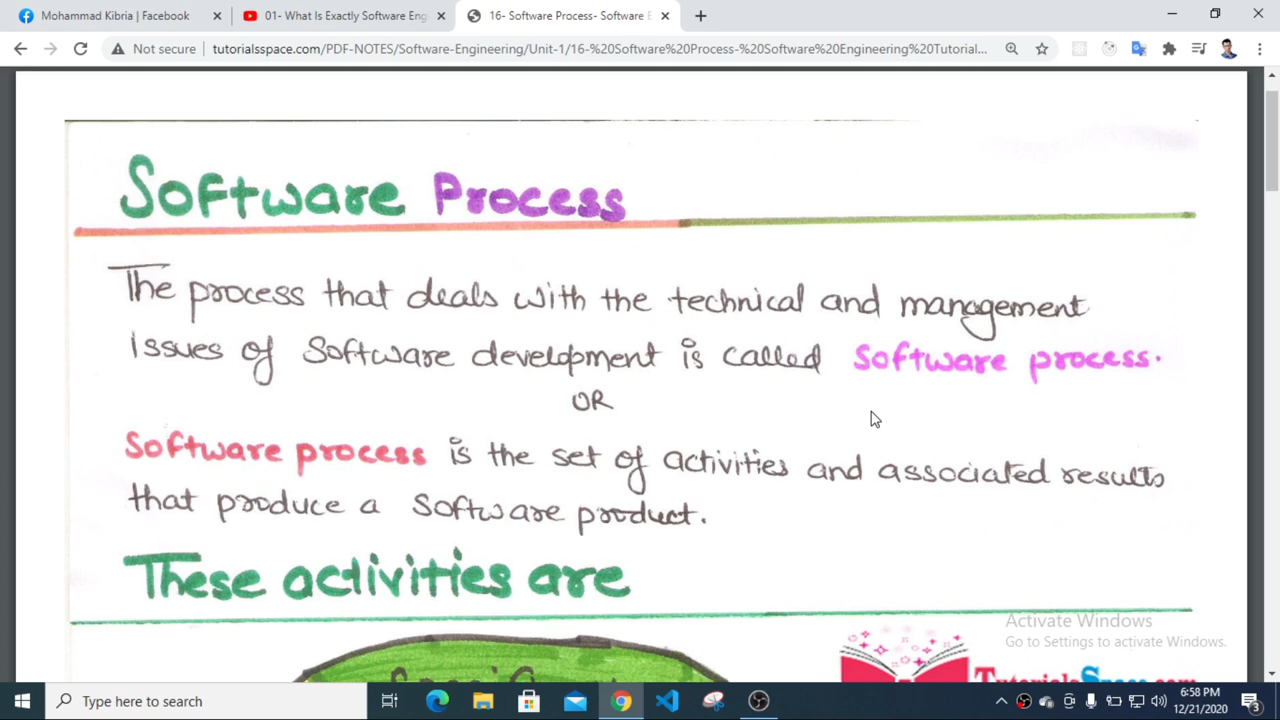 Mohammad Kibria | Facebook
01- What Is Exactly Software Eng
16- Software Process- Software E
Not secure
tutorialsspace.com/PDF-NOTES/Software-Engineering/Unit-1/16-%20Software%20Process-%20Software%20Engineering%20Tutorial...
Software Process
The process that deals with the technical and management
issues of software development is called software process.
OR
Software process is the set of activities and associated results
that produce a software product.
These activities are
Activate Windows
Go to Settings to activate Windows.
TutorialsSpace.com
Type here to search
6:58 PM
12/21/2020
3